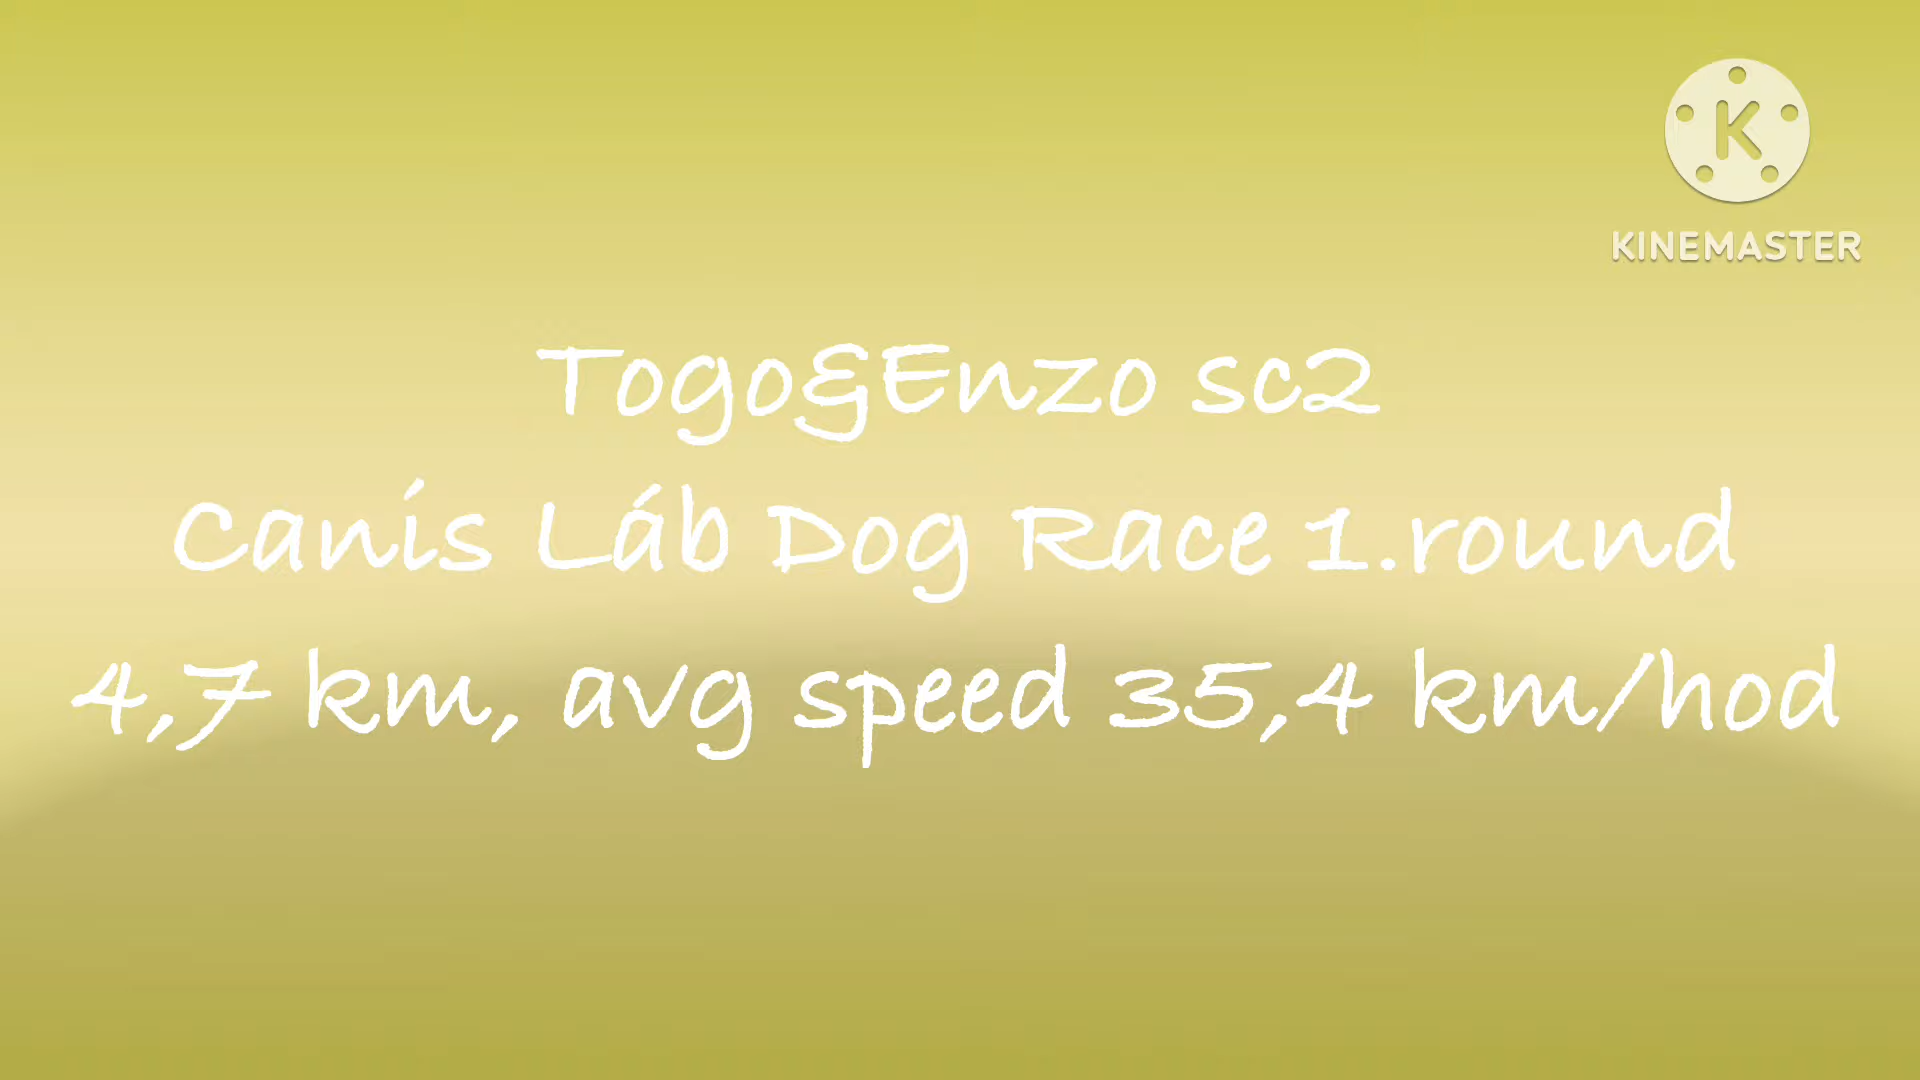 K
KINEMASTER
Togo&Enzo sc2
Canis Láb Dog Race 1.round
4,7 km, avg speed 35,4 km/hod